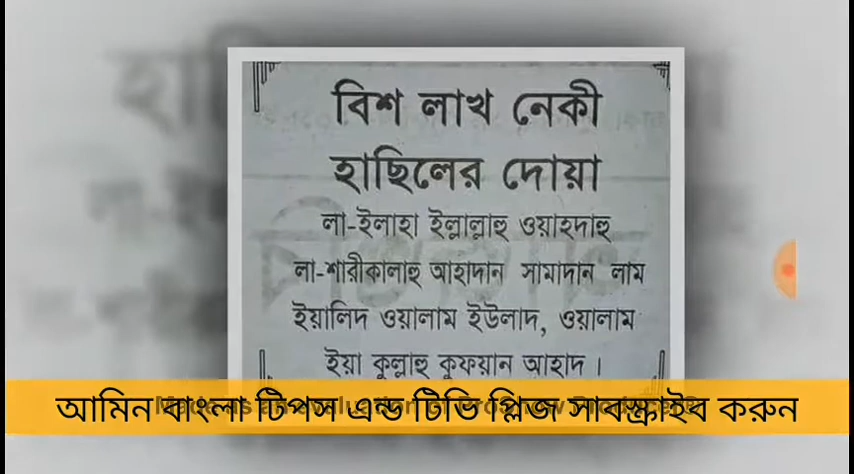 বিশ লাখ নেকী
হাছিলের দোয়া
লা-ইলাহা ইল্লাল্লাহু ওয়াহদাহু
লা-শারীকালাহু আহাদান সামাদান লাম
ইয়ালিদ ওয়ালাম ইউলাদ, ওয়ালাম
ইয়া কুল্লাহু কুফয়ান আহাদ।
আমিন বাংলা টিপস এন্ড টিভি প্লিজ সাবস্ক্রাইব করুন